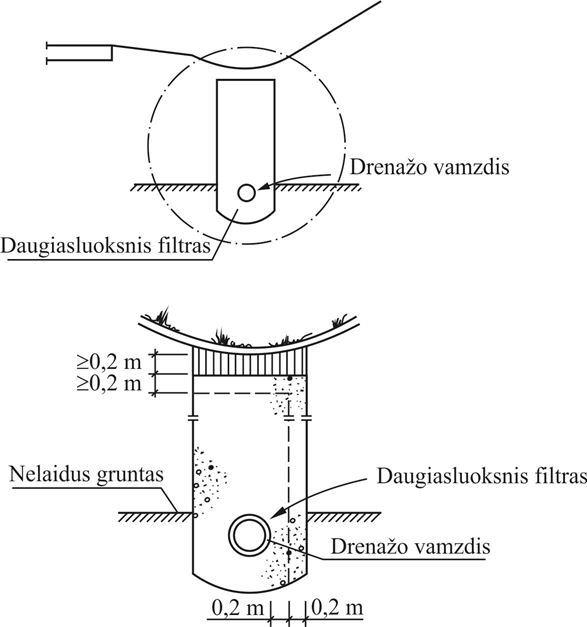 Drenažo vamzdis
Daugiasluoksnis filtras
≥0,2 m
≥0,2 m
Nelaidus gruntas
Daugiasluoksnis filtras
Drenažo vamzdis
0,2 m
0,2 m